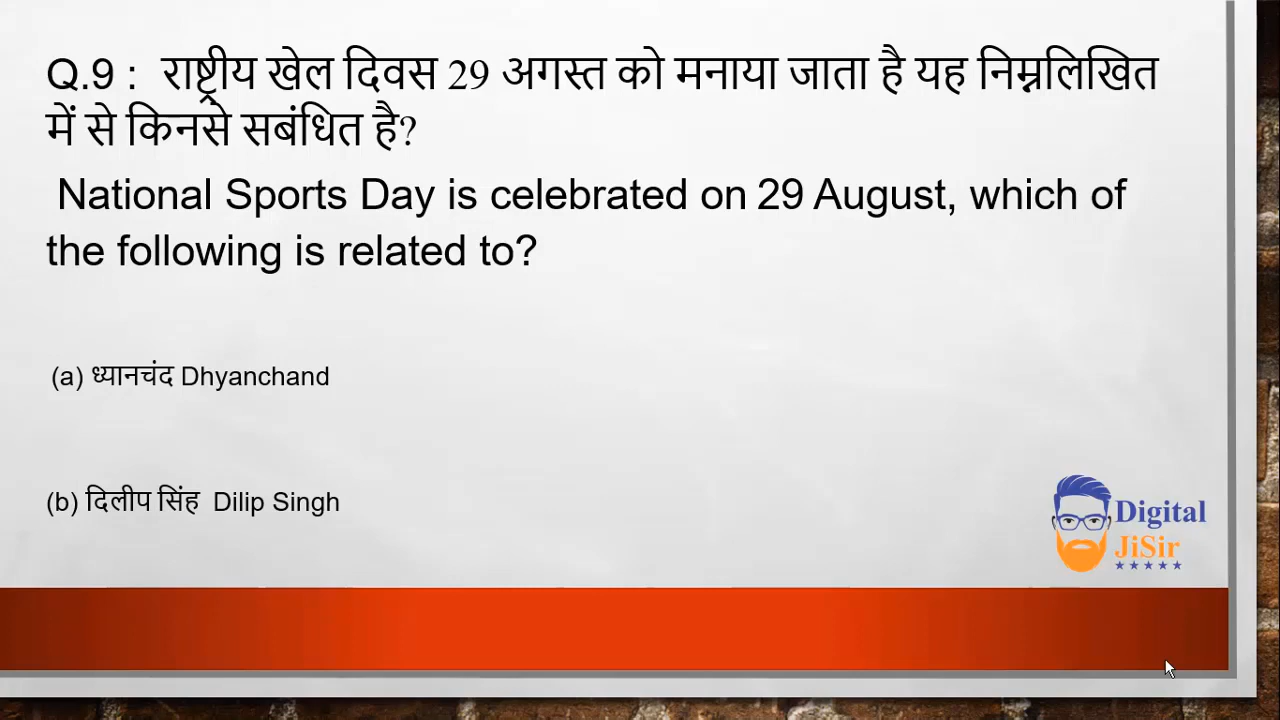 Q.9 : राष्ट्रीय खेल दिवस 29 अगस्त को मनाया जाता है यह निम्नलिखित
में से किनसे सबंधित है?
National Sports Day is celebrated on 29 August, which of
the following is related to?
(a) ध्यानचंद Dhyanchand
(b) दिलीप सिंह Dilip Singh
Digital
JiSir